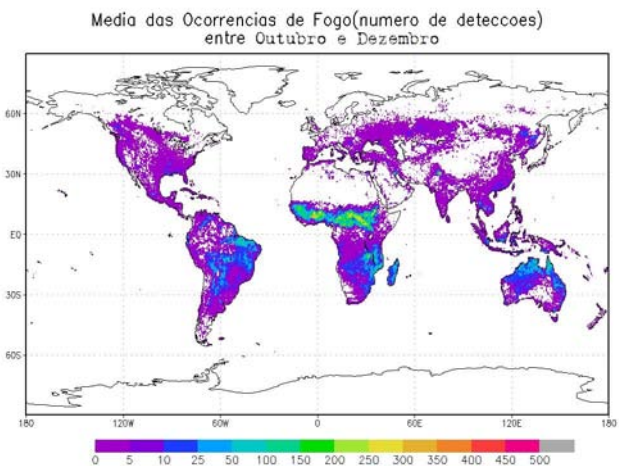 Media das Ocorrencias de Fogo(numero de deteccoes)
entre Outubro e Dezembro
60N
30N
EQ
30S
60S
180 120W 60W 0 60E 120E 180
0 5 10 25 50 100 150 200 250 300 350 400 450 500